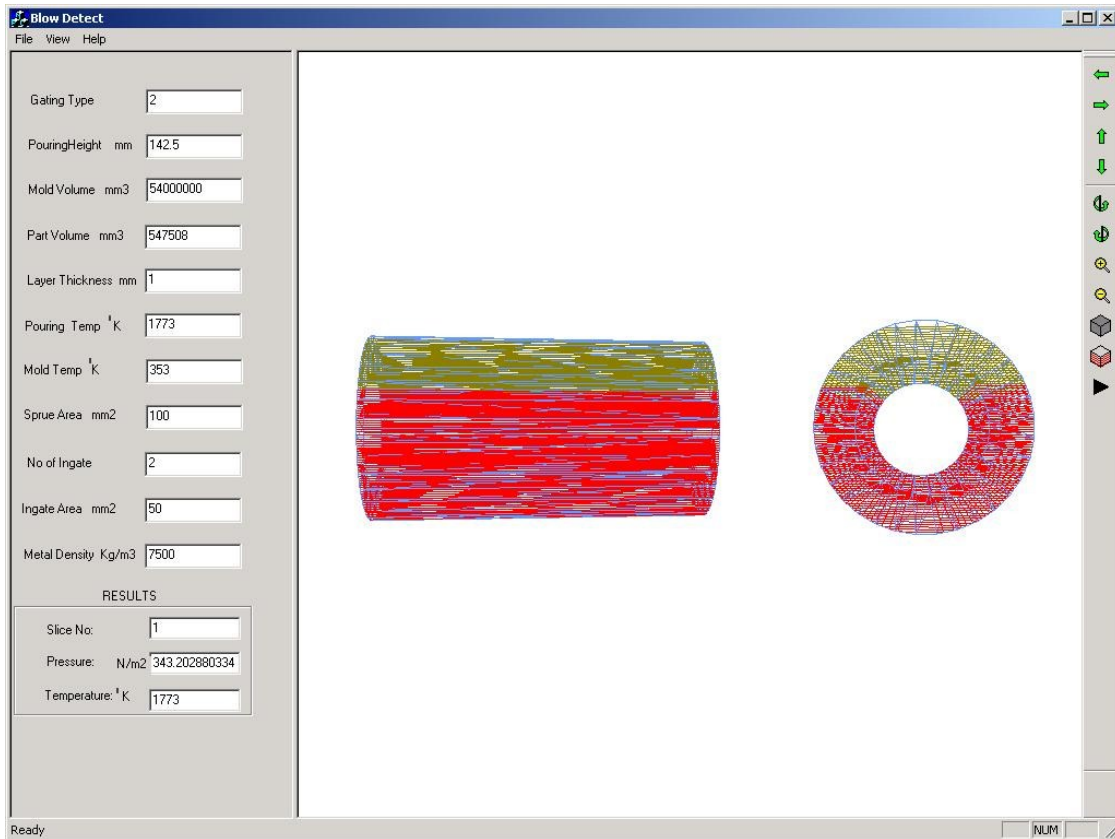 Blow Detect
File View Help
Gating Type 2
PouringHeight mm 142.5
Mold Volume mm3 54000000
Part Volume mm3 547508
Layer Thickness mm 1
Pouring Temp 'K 1773
Mold Temp 'K 353
Sprue Area mm2 100
No of Ingate 2
Ingate Area mm2 50
Metal Density Kg/m3 7500
RESULTS
Slice No: 1
Pressure: N/m2 343.202880334
Temperature: 'K 1773
Ready NUM